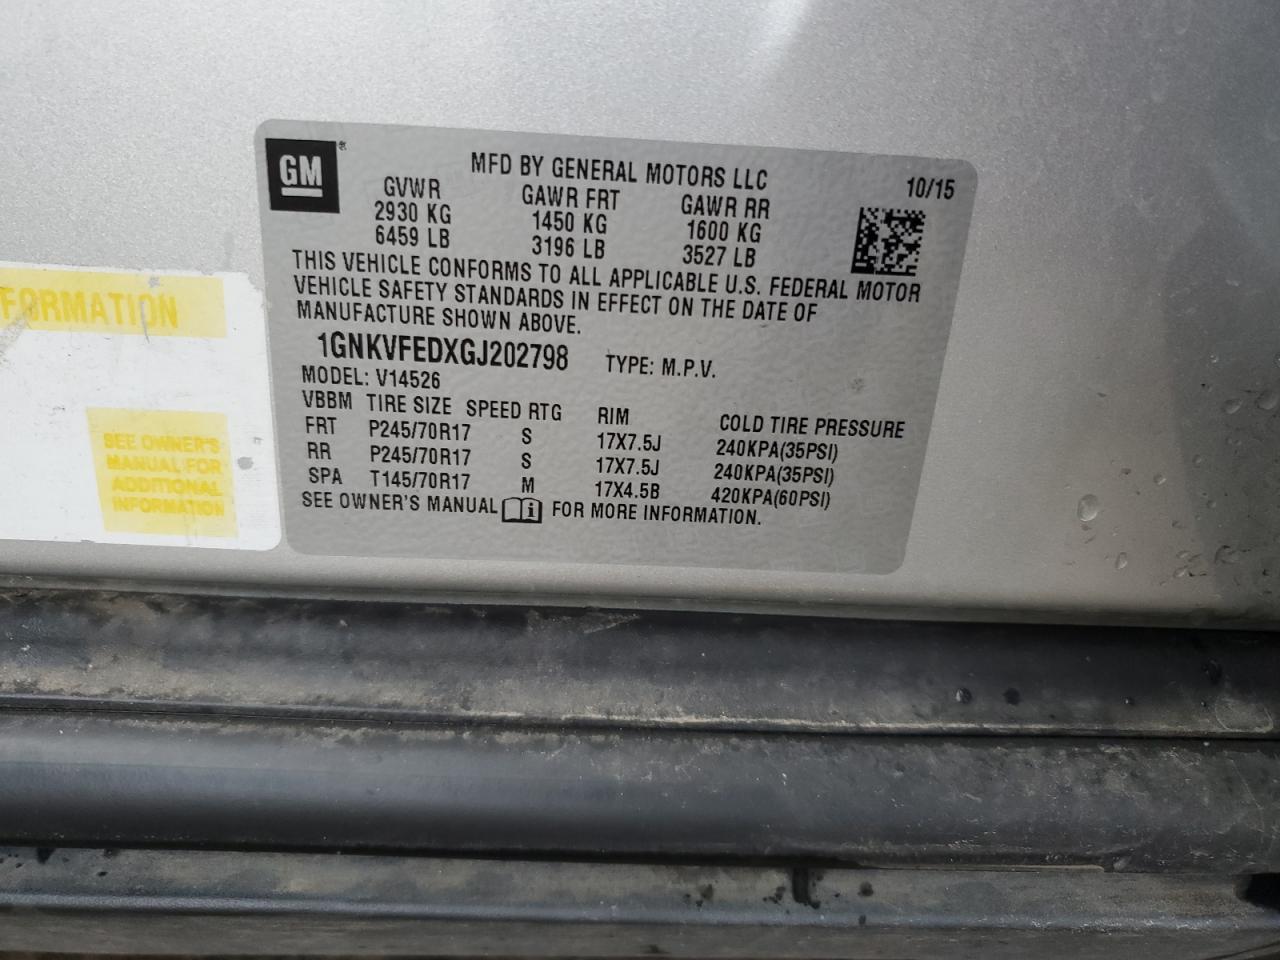 GM
MFD BY GENERAL MOTORS LLC
10/15
GVWR GAWR FRT GAWR RR
2930 KG 1450 KG 1600 KG
6459 LB 3196 LB 3527 LB
THIS VEHICLE CONFORMS TO ALL APPLICABLE U.S. FEDERAL MOTOR
VEHICLE SAFETY STANDARDS IN EFFECT ON THE DATE OF
MANUFACTURE SHOWN ABOVE.
1GNKVFEDXGJ202798 TYPE: M.P.V.
MODEL: V14526
VBBM TIRE SIZE SPEED RTG RIM COLD TIRE PRESSURE
FRT P245/70R17 S 17X7.5J 240KPA(35PSI)
RR P245/70R17 S 17X7.5J 240KPA(35PSI)
SPA T145/70R17 M 17X4.5B 420KPA(60PSI)
SEE OWNER'S MANUAL i FOR MORE INFORMATION.
FORMATION
SEE OWNER'S
MANUAL FOR
ADDITIONAL
INFORMATION